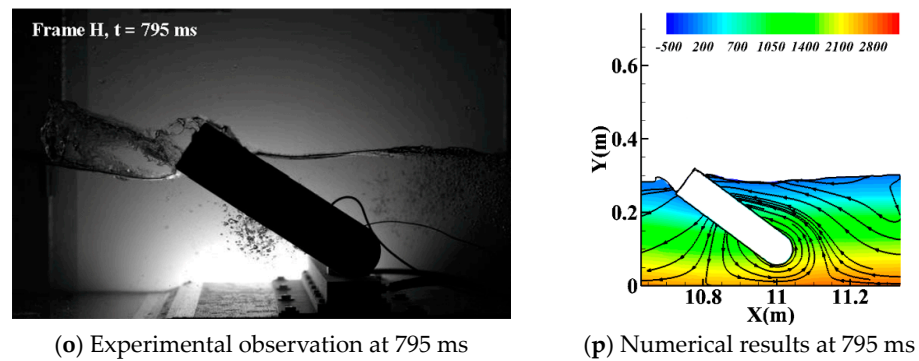 Frame H, t = 795 ms
-500 200 700 1050 1400 2100 2800
0.6
0.4
0.2
0
Y(m)
10.8 11 11.2
X(m)
(o) Experimental observation at 795 ms
(p) Numerical results at 795 ms